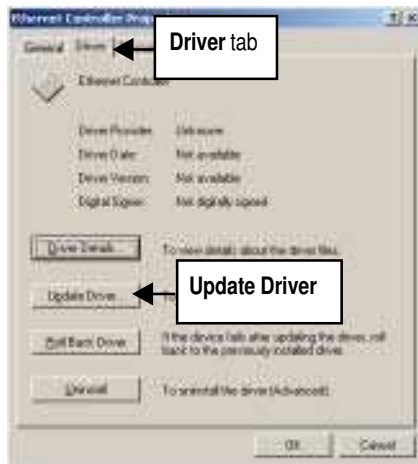 Ethernet Controller Prop
Driver tab
General Driver
Ethernet Controller
Driver Provider: Unknown
Driver Date: Not available
Driver Version: Not available
Digital Signer: Not digitally signed
Driver Details... To view details about the driver files.
Update Driver... To
Update Driver
Roll Back Driver If the device fails after updating the driver, roll
back to the previously installed driver.
Uninstall To uninstall the driver (Advanced).
OK Cancel